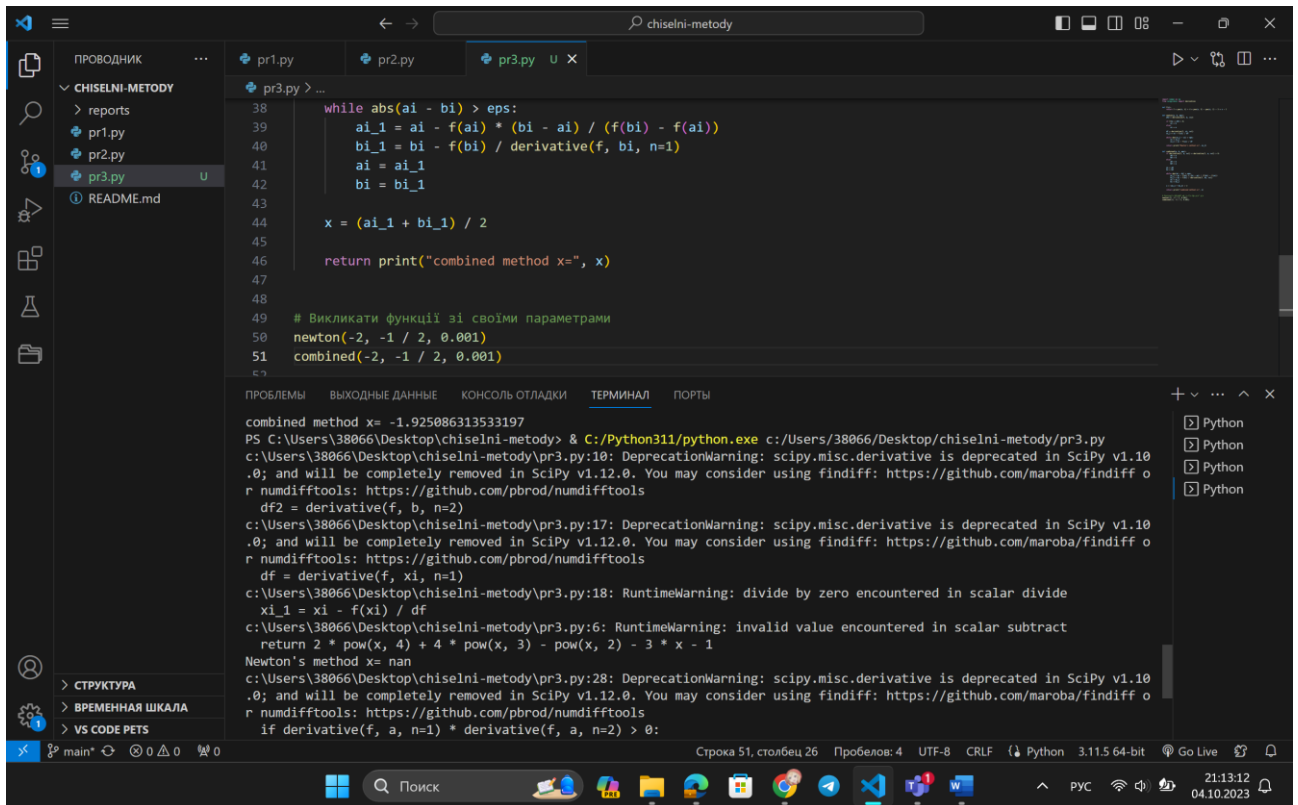 chiselni-metody
ПРОВОДНИК
CHISELNI-METODY
reports
pr1.py
pr2.py
pr3.py U
README.md
СТРУКТУРА
ВРЕМЕННАЯ ШКАЛА
VS CODE PETS
pr1.py pr2.py pr3.py U
pr3.py > ...
38 while abs(ai - bi) > eps:
39 ai_1 = ai - f(ai) * (bi - ai) / (f(bi) - f(ai))
40 bi_1 = bi - f(bi) / derivative(f, bi, n=1)
41 ai = ai_1
42 bi = bi_1
43
44 x = (ai_1 + bi_1) / 2
45
46 return print("combined method x=", x)
47
48
49 # Викликати функції зі своїми параметрами
50 newton(-2, -1 / 2, 0.001)
51 combined(-2, -1 / 2, 0.001)
52
ПРОБЛЕМЫ ВЫХОДНЫЕ ДАННЫЕ КОНСОЛЬ ОТЛАДКИ ТЕРМИНАЛ ПОРТЫ
combined method x= -1.925086313533197
PS C:\Users\38066\Desktop\chiselni-metody> & C:/Python311/python.exe c:/Users/38066/Desktop/chiselni-metody/pr3.py
c:\Users\38066\Desktop\chiselni-metody\pr3.py:10: DeprecationWarning: scipy.misc.derivative is deprecated in SciPy v1.10
.0; and will be completely removed in SciPy v1.12.0. You may consider using findiff: https://github.com/maroba/findiff o
r numdifftools: https://github.com/pbrod/numdifftools
df2 = derivative(f, b, n=2)
c:\Users\38066\Desktop\chiselni-metody\pr3.py:17: DeprecationWarning: scipy.misc.derivative is deprecated in SciPy v1.10
.0; and will be completely removed in SciPy v1.12.0. You may consider using findiff: https://github.com/maroba/findiff o
r numdifftools: https://github.com/pbrod/numdifftools
df = derivative(f, xi, n=1)
c:\Users\38066\Desktop\chiselni-metody\pr3.py:18: RuntimeWarning: divide by zero encountered in scalar divide
xi_1 = xi - f(xi) / df
c:\Users\38066\Desktop\chiselni-metody\pr3.py:6: RuntimeWarning: invalid value encountered in scalar subtract
return 2 * pow(x, 4) + 4 * pow(x, 3) - pow(x, 2) - 3 * x - 1
Newton's method x= nan
c:\Users\38066\Desktop\chiselni-metody\pr3.py:28: DeprecationWarning: scipy.misc.derivative is deprecated in SciPy v1.10
.0; and will be completely removed in SciPy v1.12.0. You may consider using findiff: https://github.com/maroba/findiff o
r numdifftools: https://github.com/pbrod/numdifftools
if derivative(f, a, n=1) * derivative(f, a, n=2) > 0:
Python
Python
Python
Python
main* 0 0 0 Строка 51, столбец 26 Пробелов: 4 UTF-8 CRLF Python 3.11.5 64-bit Go Live
Поиск PRE РУС 21:13:12
04.10.2023